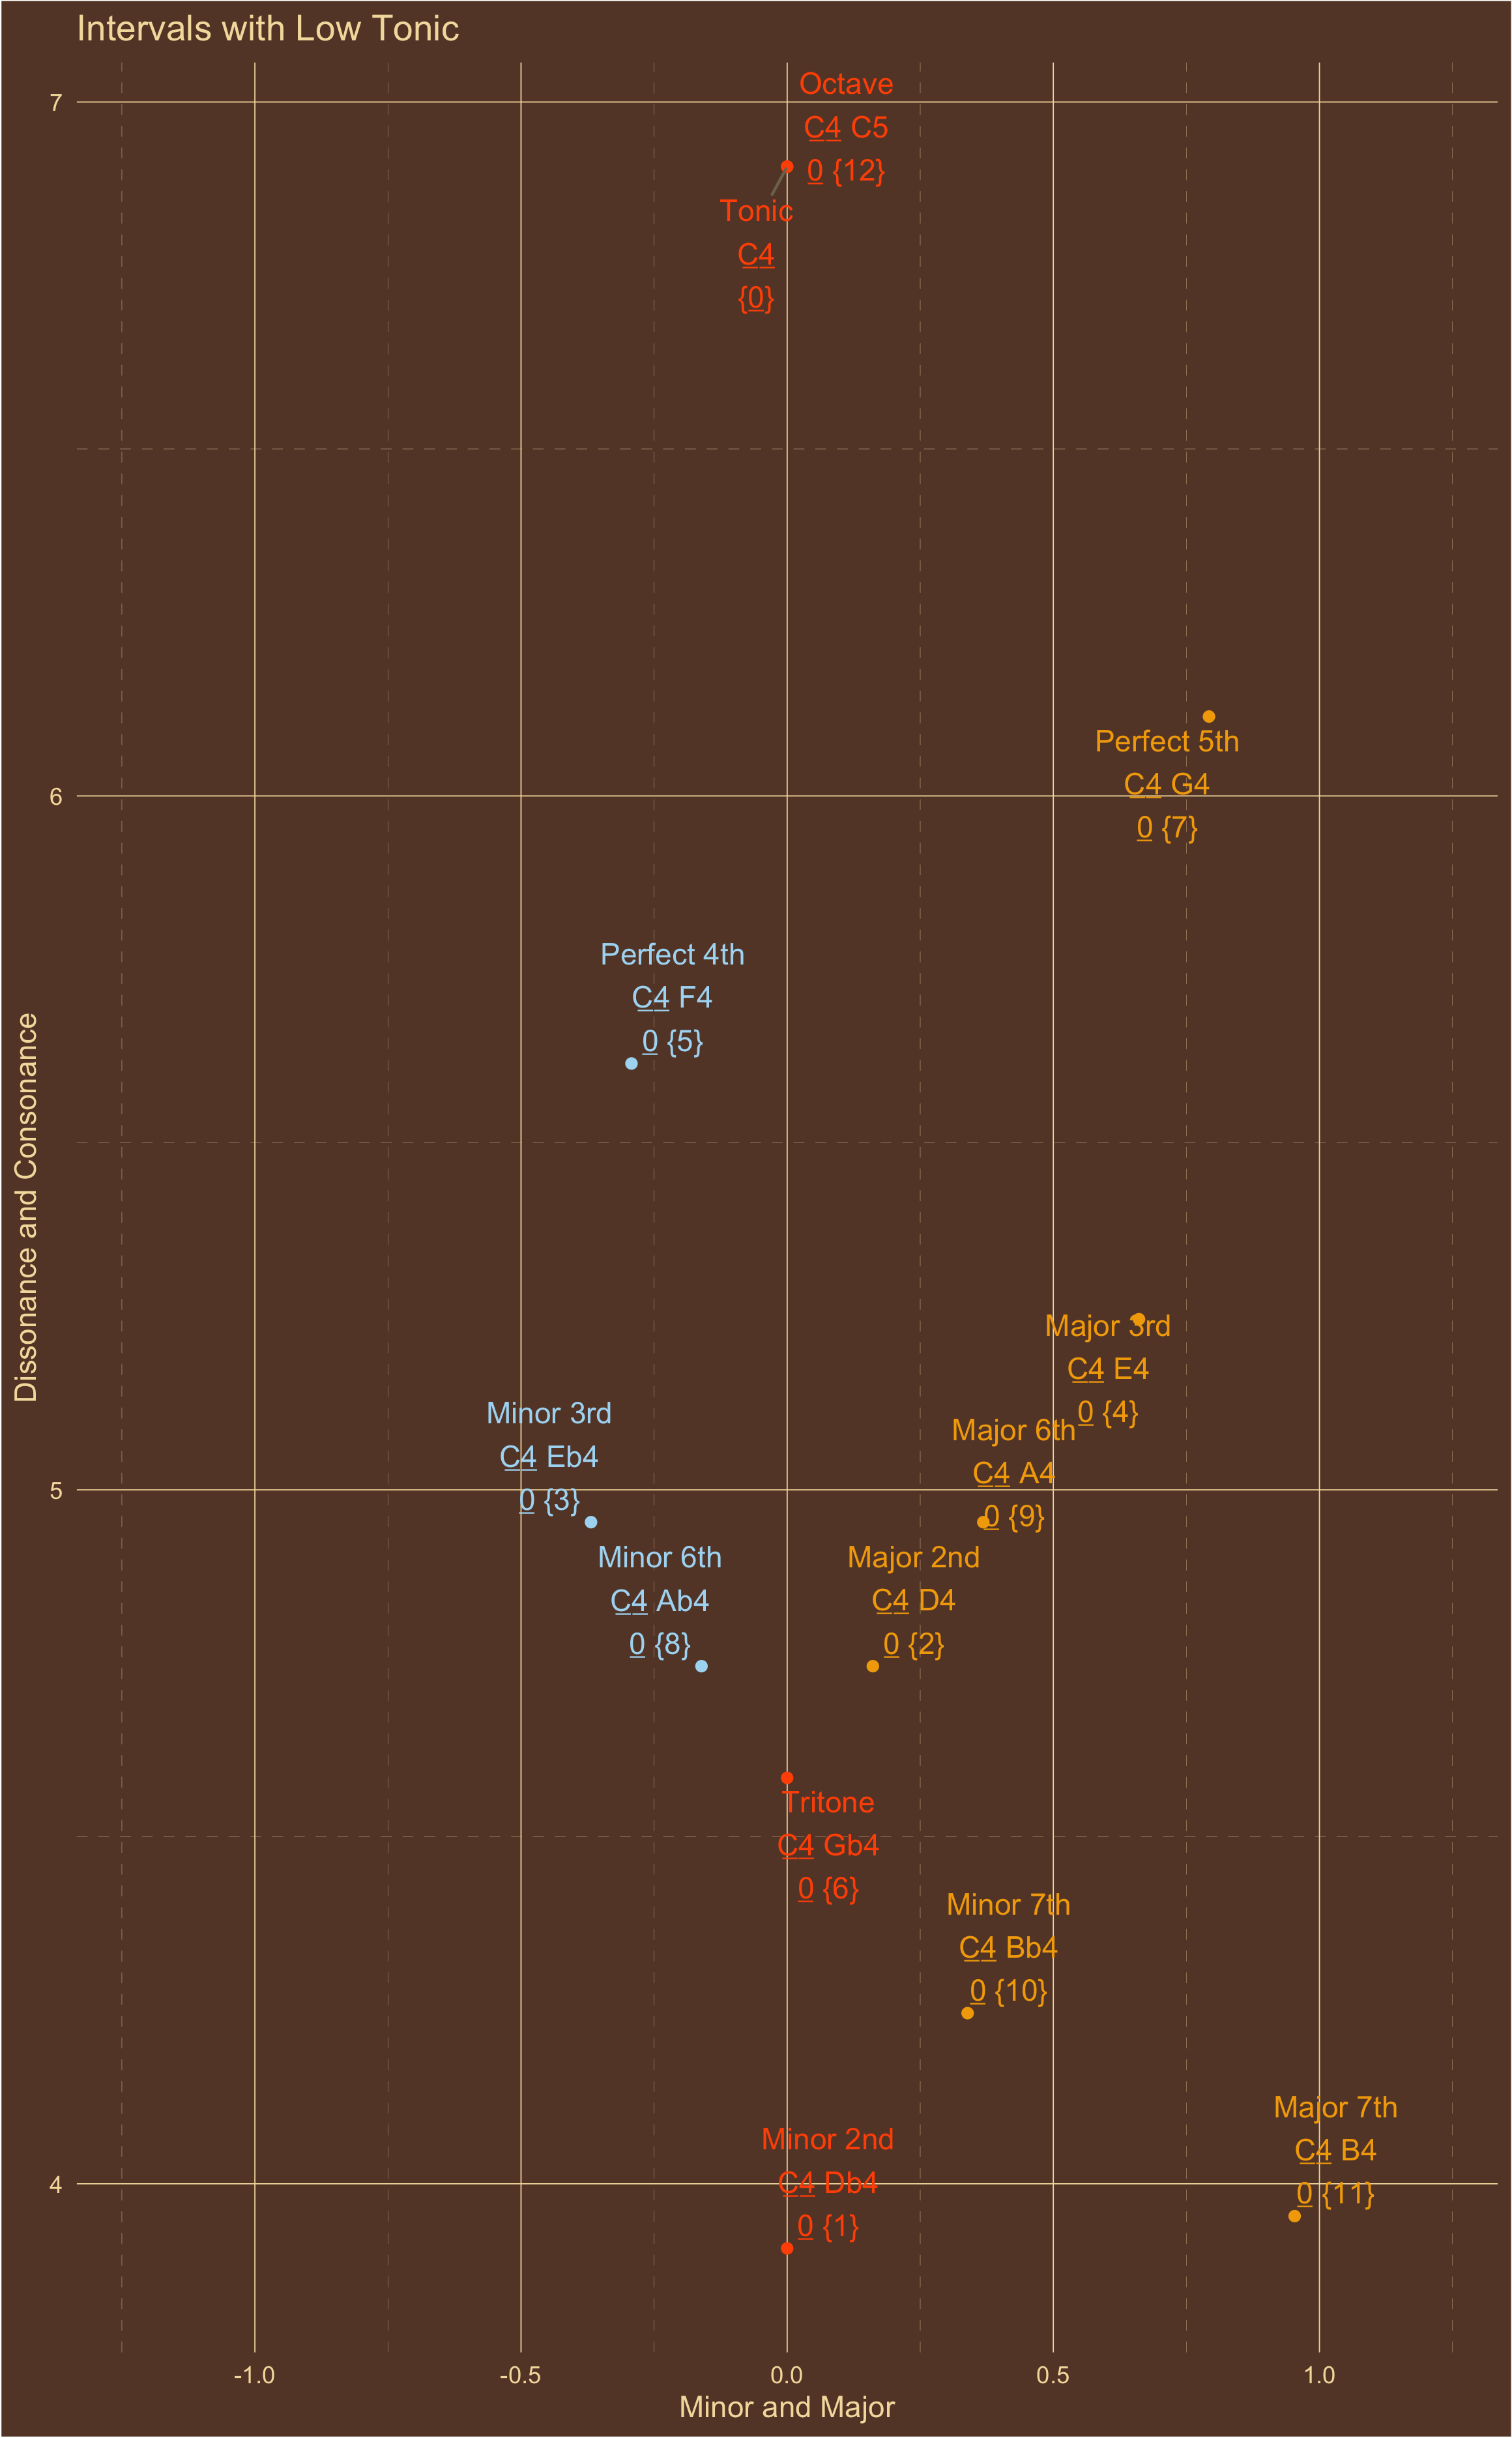 Intervals with Low Tonic
7
Octave
C4 C5
0 {12}
Tonic
C4
{0}
Perfect 5th
C4 G4
0 {7}
6
Perfect 4th
C4 F4
0 {5}
Dissonance and Consonance
Major 3rd
C4 E4
0 {4}
Minor 3rd
C4 Eb4
0 {3}
Major 6th
C4 A4
0 {9}
5
Minor 6th
C4 Ab4
0 {8}
Major 2nd
C4 D4
0 {2}
Tritone
C4 Gb4
0 {6}
Minor 7th
C4 Bb4
0 {10}
Major 7th
C4 B4
0 {11}
Minor 2nd
C4 Db4
0 {1}
4
-1.0 -0.5 0.0 0.5 1.0
Minor and Major